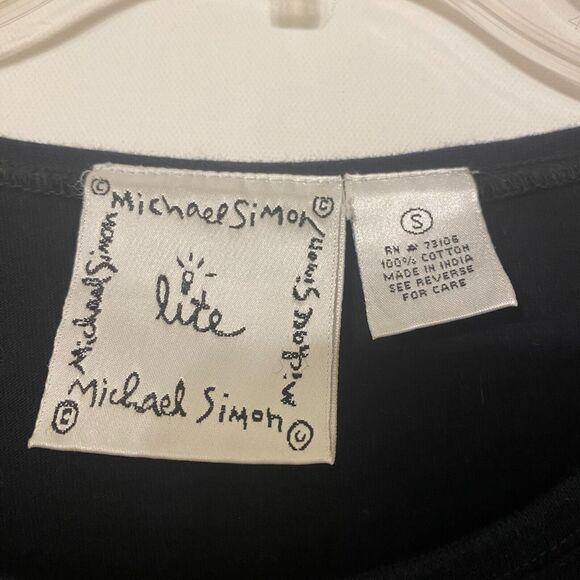 © Michael Simon ©
Michael Simon
lite
Michael Simon
© Michael Simon ©
S
RN # 73106
100% COTTON
MADE IN INDIA
SEE REVERSE
FOR CARE